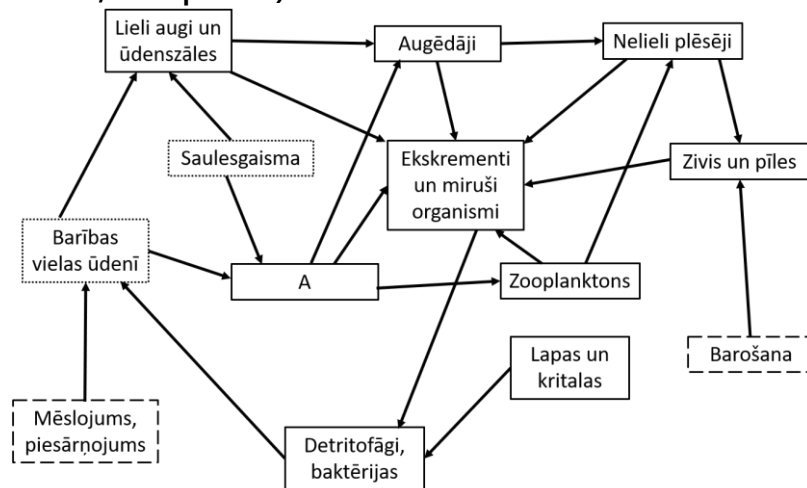 Lieli augi un
ūdenszāles
Augēdāji
Nelieli plēsēji
Saulesgaisma
Ekskrementi
un miruši
organismi
Zivis un pīles
Barības
vielas ūdenī
A
Zooplanktons
Lapas un
kritalas
Barošana
Mēslojums,
piesārņojums
Detritofāgi,
baktērijas